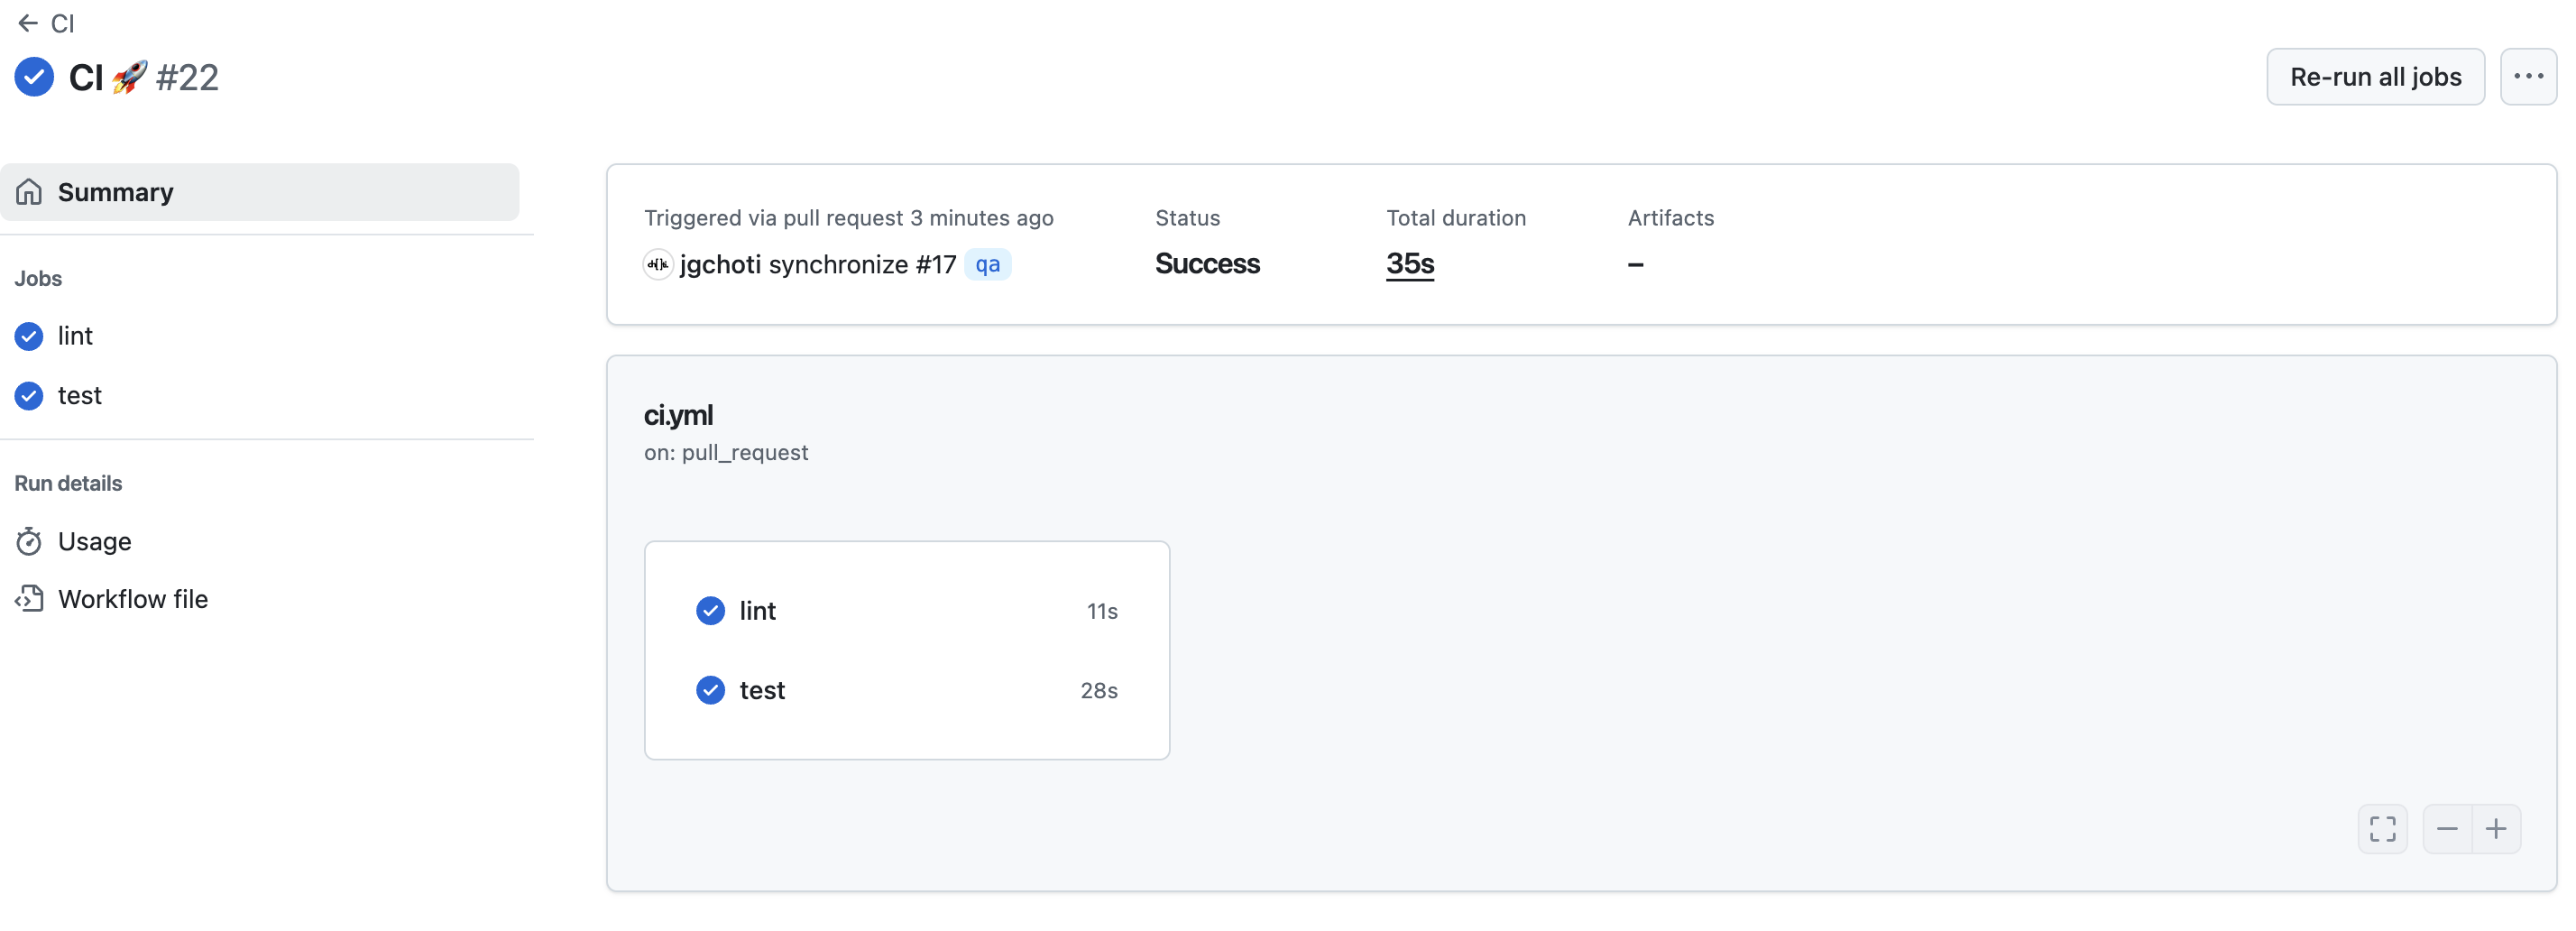 CI
CI 🚀 #22
Re-run all jobs
Summary
Jobs
lint
test
Run details
Usage
Workflow file
Triggered via pull request 3 minutes ago
jgchoti synchronize #17 qa
Status
Success
Total duration
35s
Artifacts
–
ci.yml
on: pull_request
lint 11s
test 28s